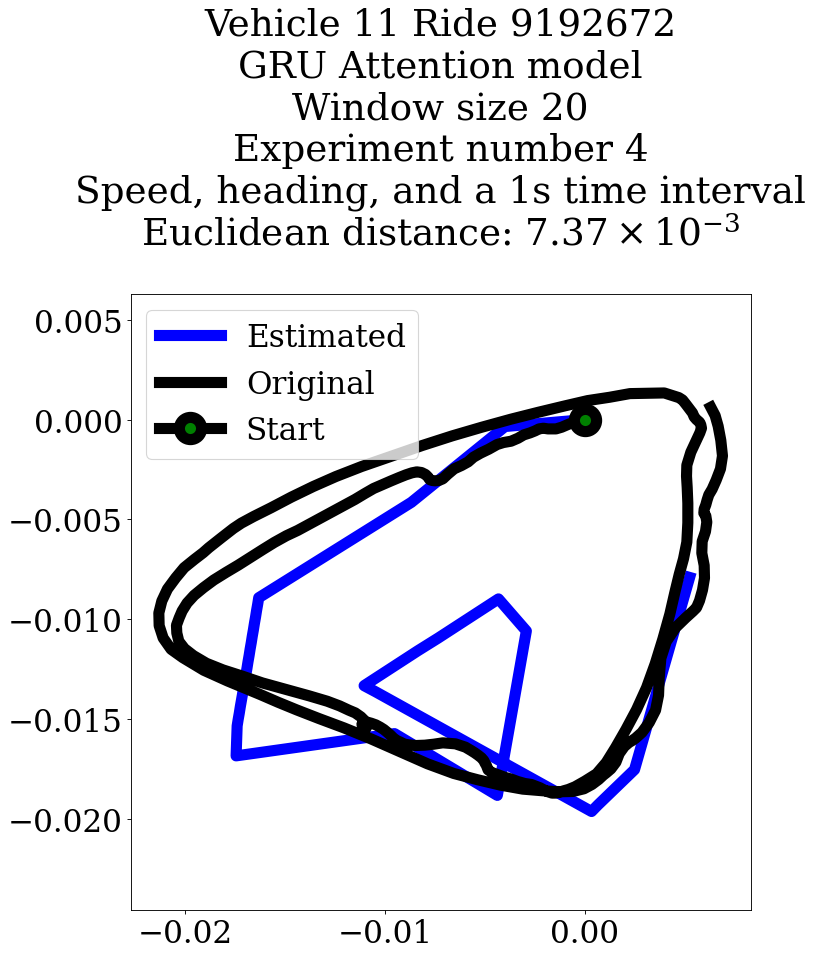 Vehicle 11 Ride 9192672
GRU Attention model
Window size 20
Experiment number 4
Speed, heading, and a 1s time interval
Euclidean distance: 7.37 × 10⁻³
Estimated
Original
Start
0.005
0.000
−0.005
−0.010
−0.015
−0.020
−0.02
−0.01
0.00